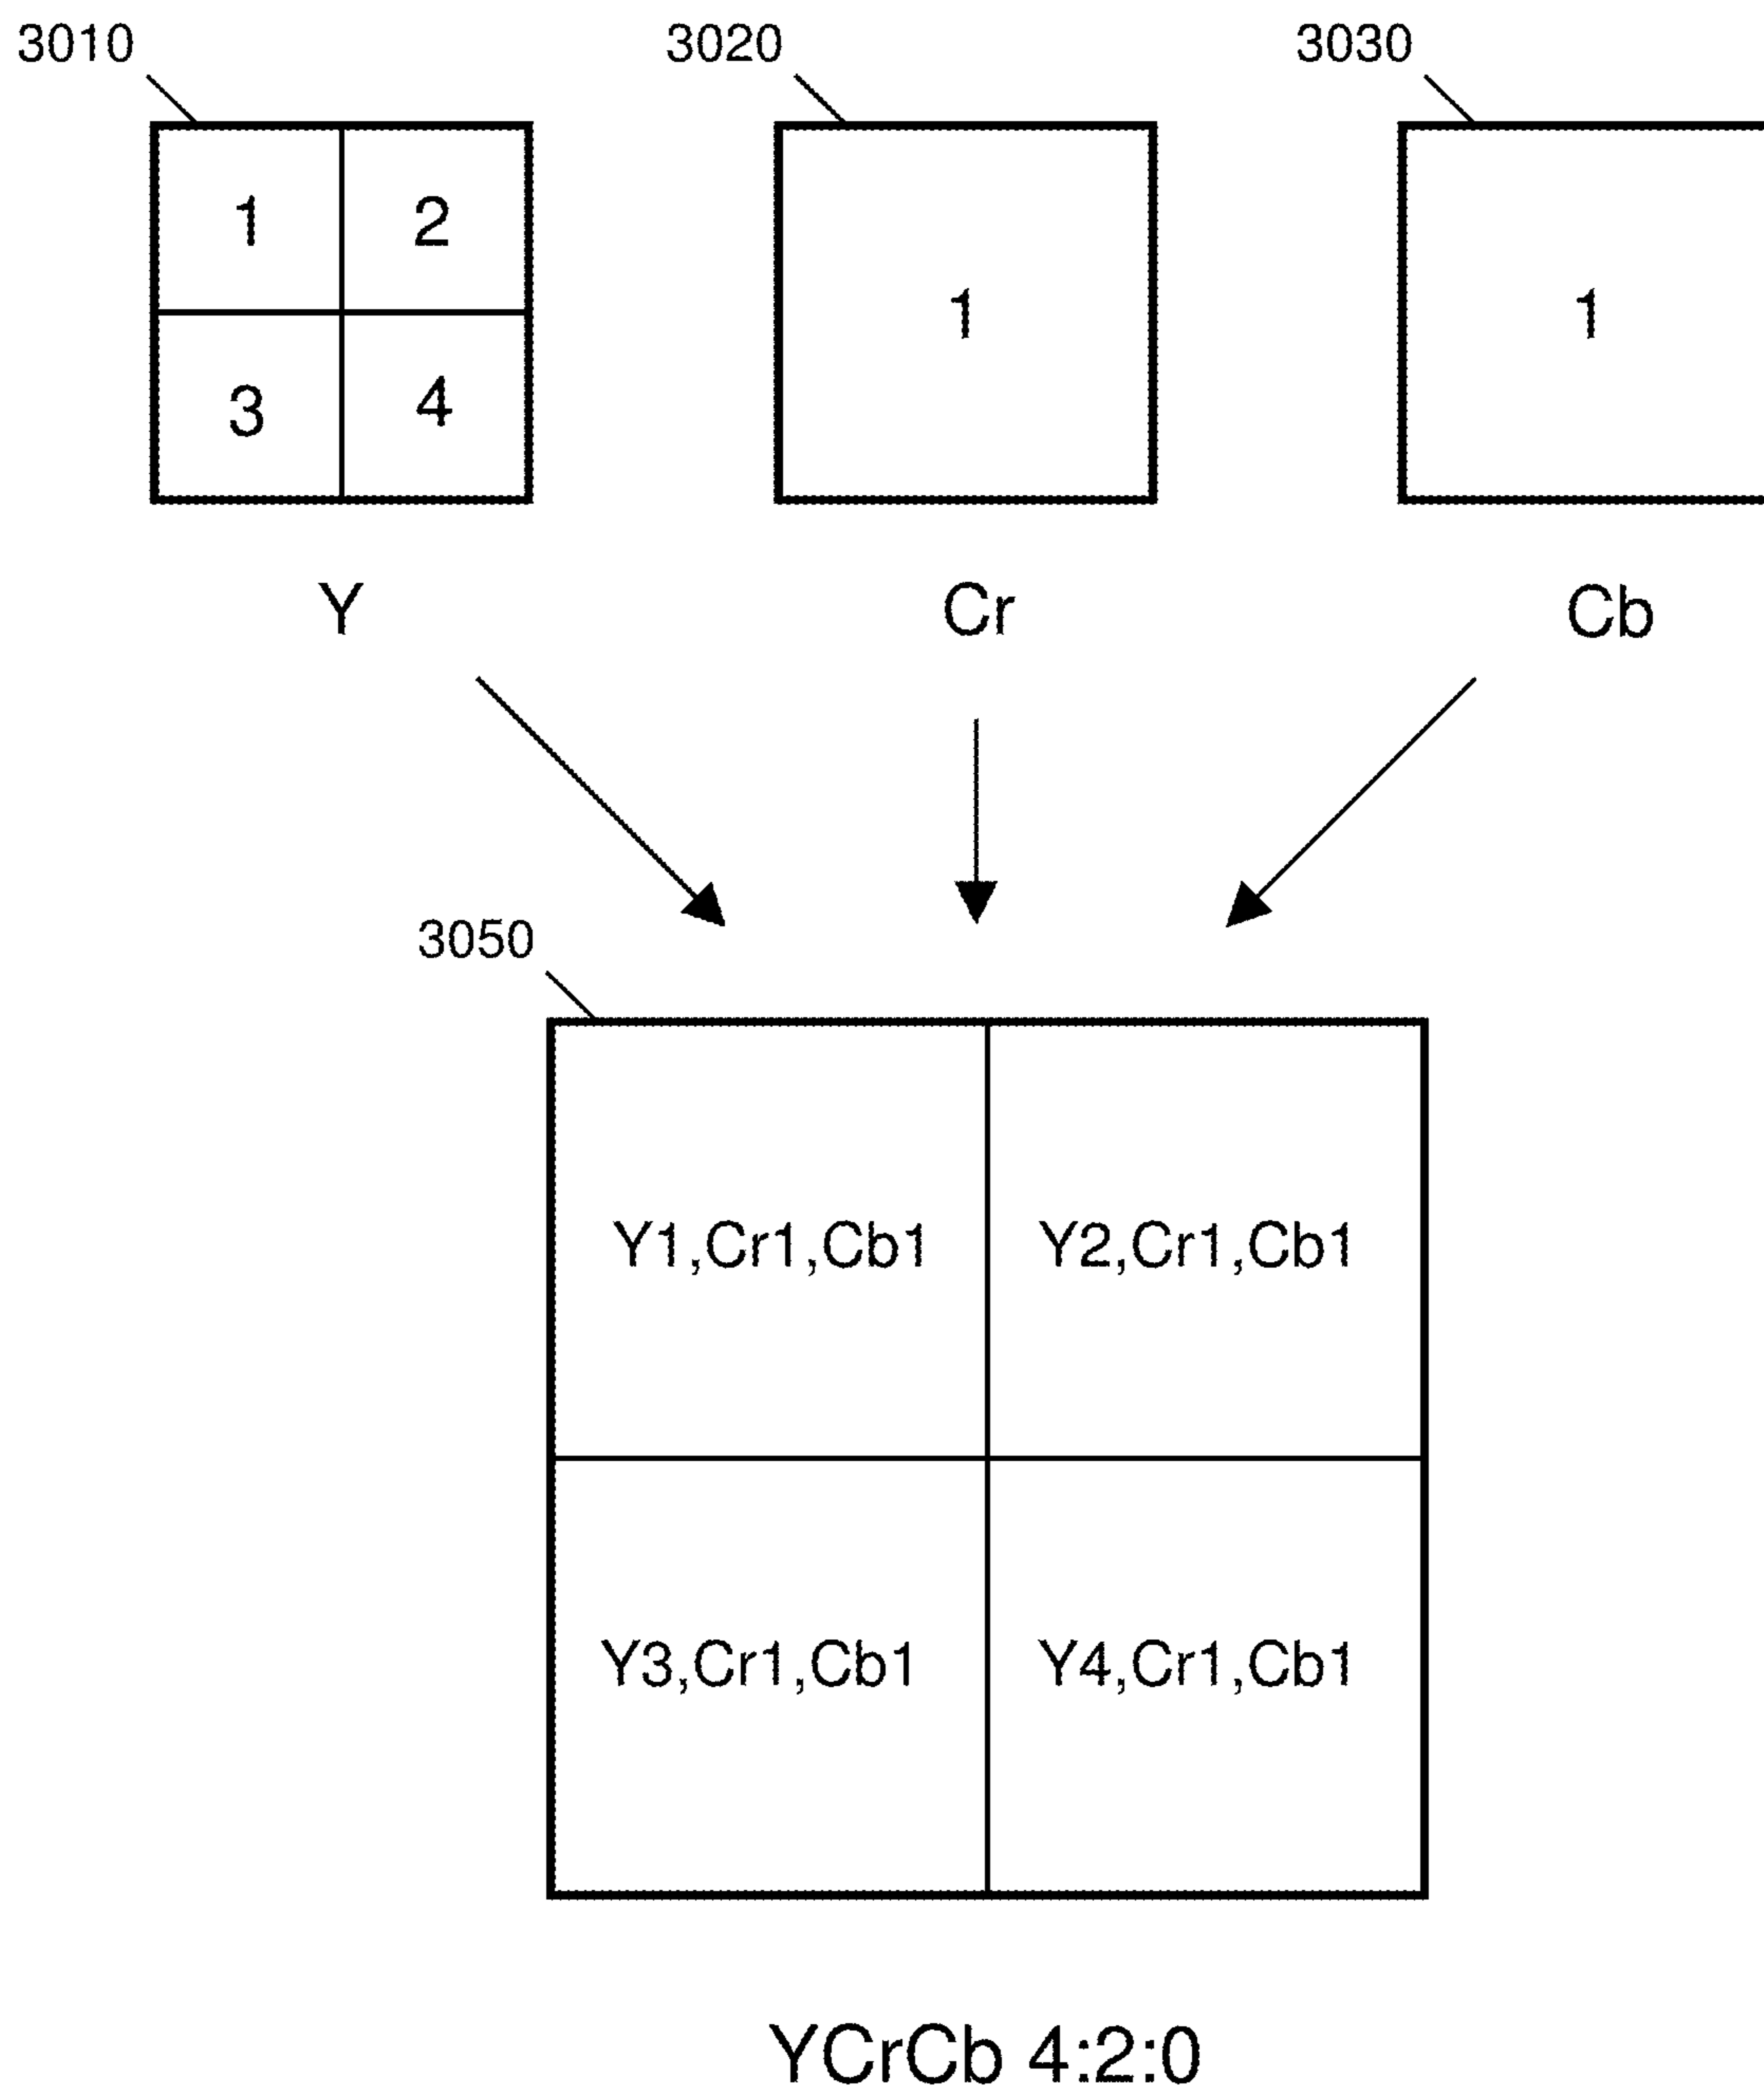 3010 3020 3030
1 2
1 1
3 4
Y Cr Cb
3050
Y1,Cr1,Cb1 Y2,Cr1,Cb1
Y3,Cr1,Cb1 Y4,Cr1,Cb1
YCrCb 4:2:0